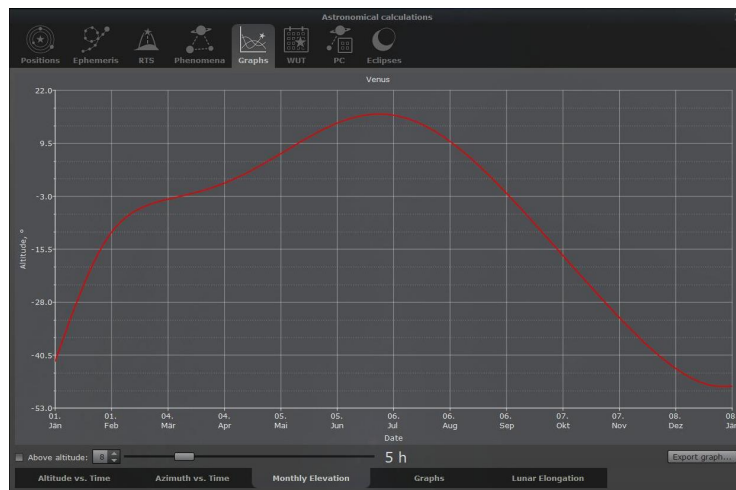 Astronomical calculations
Positions Ephemeris RTS Phenomena Graphs WUT PC Eclipses
Venus
22.0
9.5
-3.0
-15.5
-28.0
-40.5
-53.0
Altitude, °
01. 01. 04. 04. 05. 05. 06. 06. 06. 07. 07. 08. 08
Jän Feb Mär Apr Mai Jun Jul Aug Sep Okt Nov Dez Jän
Date
Above altitude: 8 5 h Export graph...
Altitude vs. Time Azimuth vs. Time Monthly Elevation Graphs Lunar Elongation